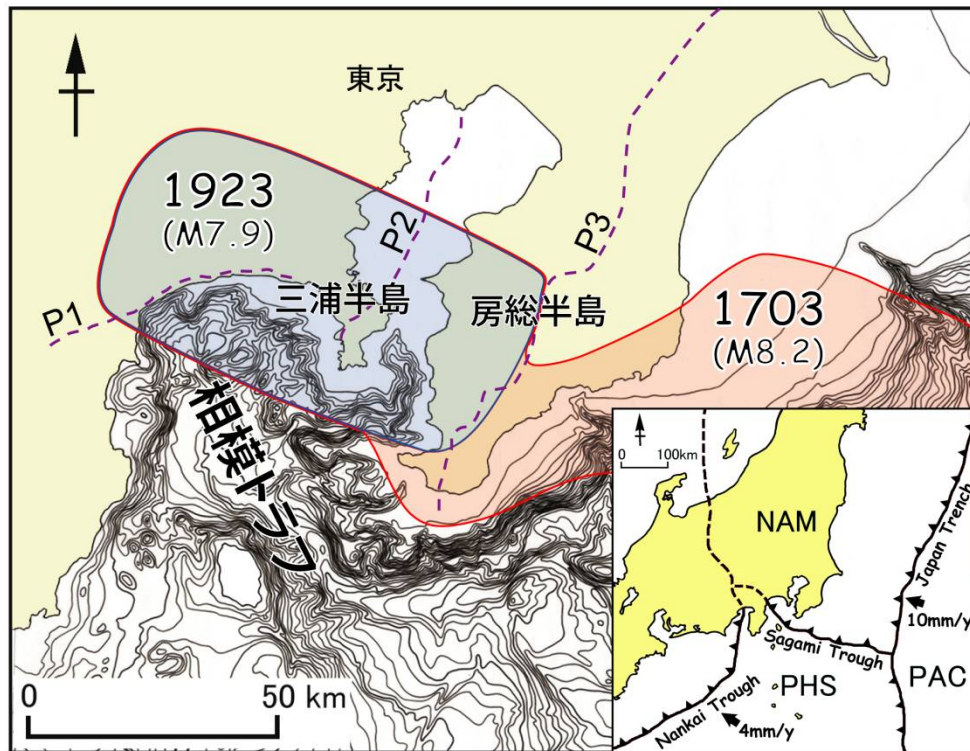 東京
1923
(M7.9)
P2
P3
P1
三浦半島
房総半島
1703
(M8.2)
相模トラフ
0 50 km
0 100km
NAM
Japan Trench
10mm/y
Sagami Trough
PHS
PAC
Nankai Trough
4mm/y